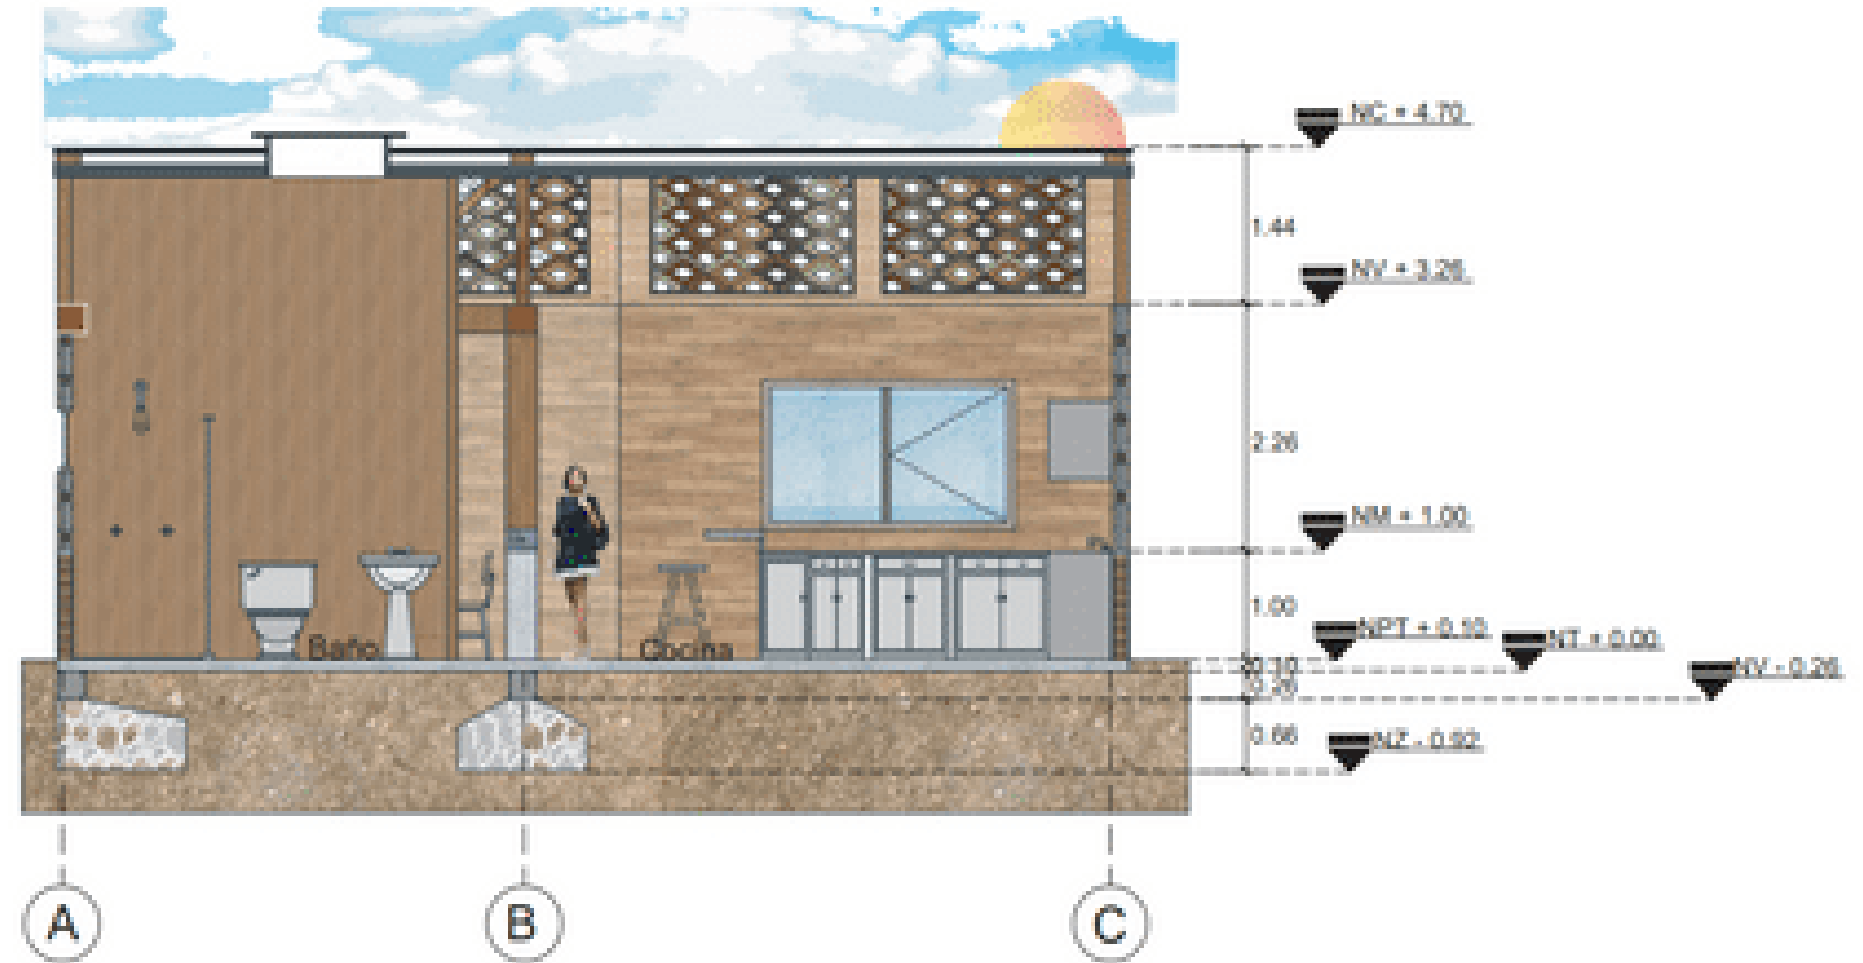 NC + 4.70
1.44
NV + 3.26
2.26
NM + 1.00
1.00
NPT + 0.10
NT + 0.00
0.10
NV - 0.26
0.26
0.66
NZ - 0.92
Baño
Cocina
A
B
C